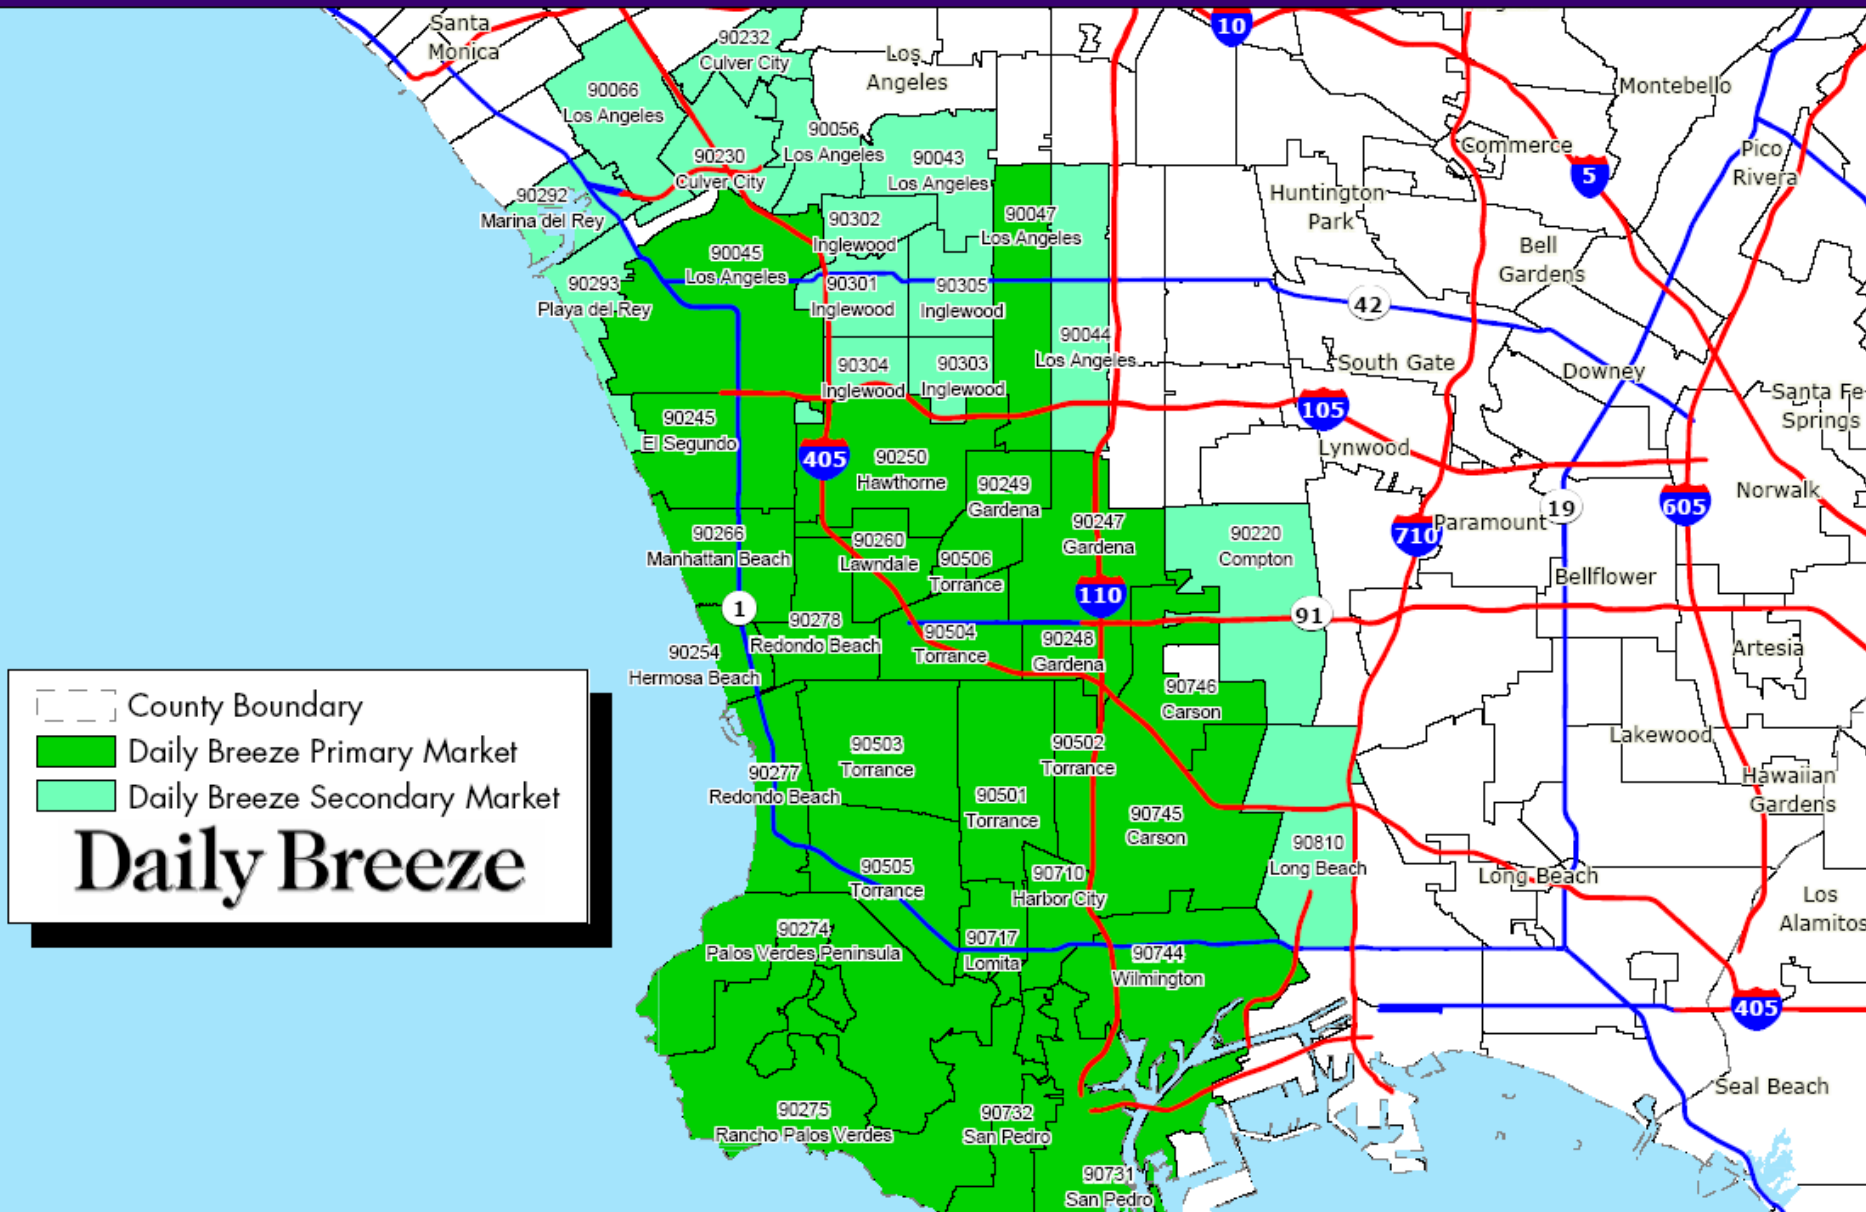 Santa
Monica
10
90232
Culver City
Los
Angeles
Montebello
90066
Los Angeles
90056
Los Angeles
90043
Los Angeles
Commerce
5
Pico
Rivera
90230
Culver City
90292
Marina del Rey
90302
Inglewood
90047
Los Angeles
Huntington
Park
Bell
Gardens
90045
Los Angeles
90293
Playa del Rey
90301
Inglewood
90305
Inglewood
42
90044
Los Angeles
90304
Inglewood
90303
Inglewood
South Gate
Downey
Santa Fe
Springs
90245
El Segundo
105
405
Lynwood
90250
Hawthorne
90249
Gardena
Norwalk
19
605
Paramount
710
90266
Manhattan Beach
90260
Lawndale
90506
Torrance
90247
Gardena
90220
Compton
Bellflower
110
1
91
90278
Redondo Beach
90504
Torrance
90248
Gardena
Artesia
90254
Hermosa Beach
90746
Carson
Lakewood
County Boundary
Daily Breeze Primary Market
Daily Breeze Secondary Market
Daily Breeze
90503
Torrance
90502
Torrance
90277
Redondo Beach
Hawaiian
Gardens
90501
Torrance
90745
Carson
90810
Long Beach
90505
Torrance
90710
Harbor City
Long Beach
Los
Alamitos
90274
Palos Verdes Peninsula
90717
Lomita
90744
Wilmington
405
Seal Beach
90275
Rancho Palos Verdes
90732
San Pedro
90731
San Pedro